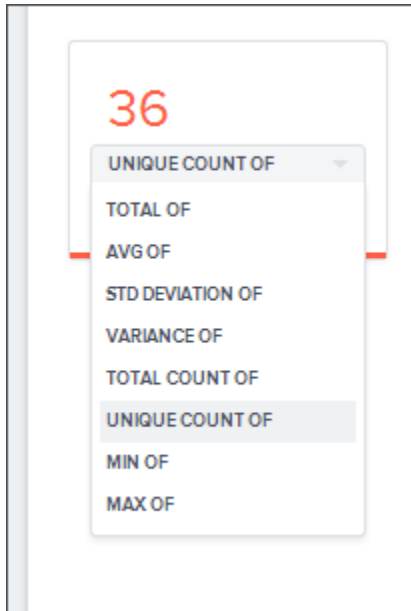 36
UNIQUE COUNT OF
TOTAL OF
AVG OF
STD DEVIATION OF
VARIANCE OF
TOTAL COUNT OF
UNIQUE COUNT OF
MIN OF
MAX OF